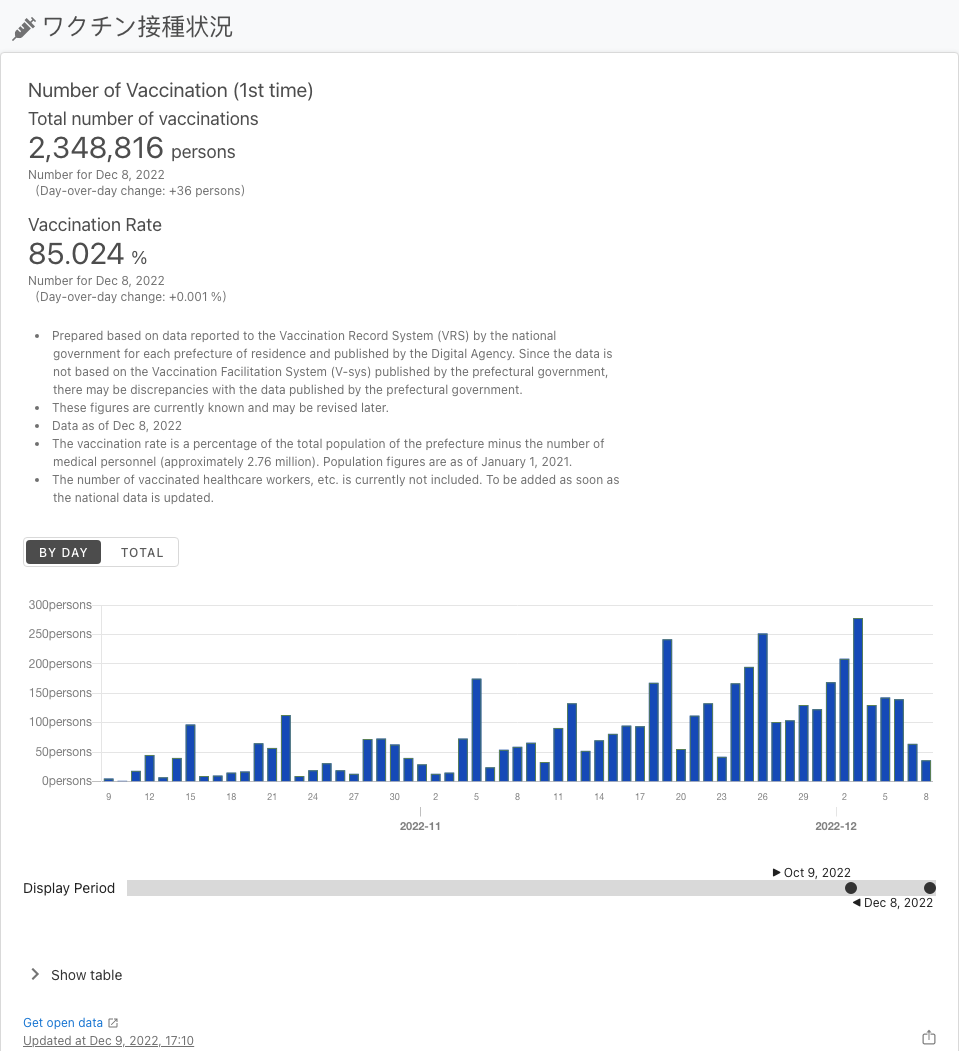 ワクチン接種状況
Number of Vaccination (1st time)
Total number of vaccinations
2,348,816 persons
Number for Dec 8, 2022
(Day-over-day change: +36 persons)
Vaccination Rate
85.024 %
Number for Dec 8, 2022
(Day-over-day change: +0.001 %)
• Prepared based on data reported to the Vaccination Record System (VRS) by the national
government for each prefecture of residence and published by the Digital Agency. Since the data is
not based on the Vaccination Facilitation System (V-sys) published by the prefectural government,
there may be discrepancies with the data published by the prefectural government.
• These figures are currently known and may be revised later.
• Data as of Dec 8, 2022
• The vaccination rate is a percentage of the total population of the prefecture minus the number of
medical personnel (approximately 2.76 million). Population figures are as of January 1, 2021.
• The number of vaccinated healthcare workers, etc. is currently not included. To be added as soon as
the national data is updated.
BY DAY TOTAL
300persons
250persons
200persons
150persons
100persons
50persons
0persons
9 12 15 18 21 24 27 30 2 5 8 11 14 17 20 23 26 29 2 5 8
2022-11 2022-12
Oct 9, 2022
Display Period
Dec 8, 2022
Show table
Get open data
Updated at Dec 9, 2022, 17:10